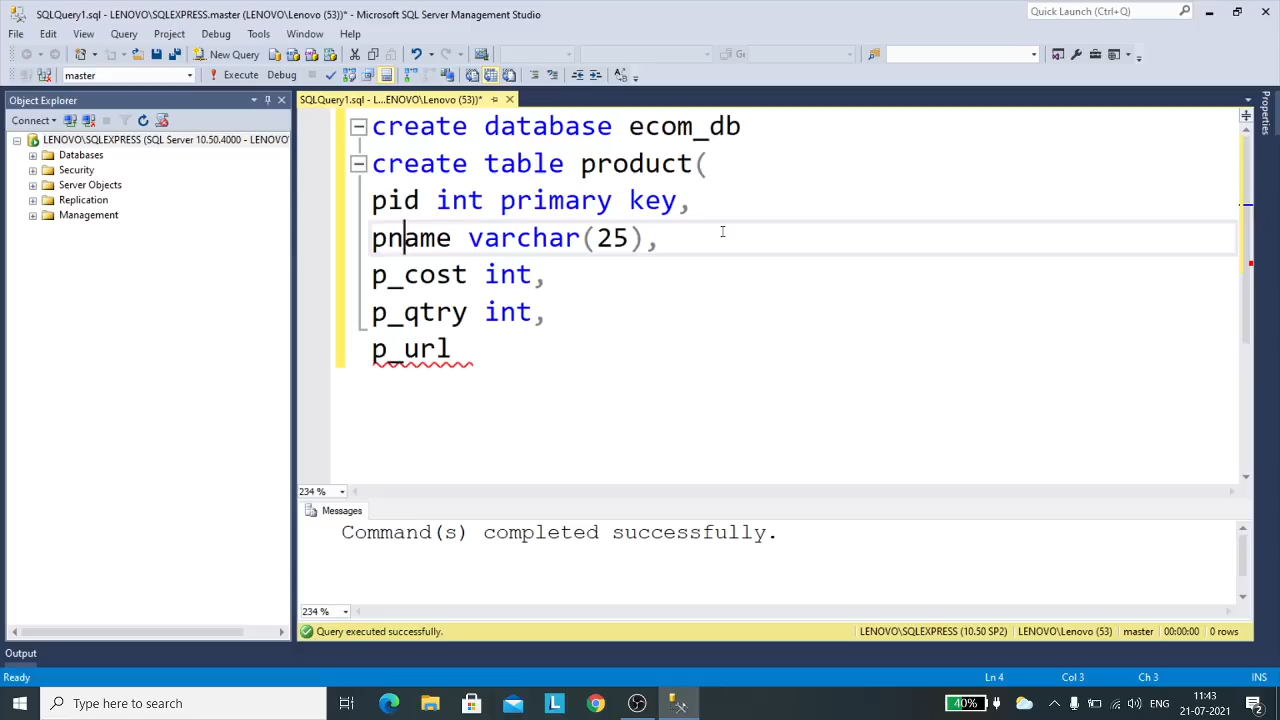 SQLQuery1.sql - LENOVO\SQLEXPRESS.master (LENOVO\Lenovo (53))* - Microsoft SQL Server Management Studio
Quick Launch (Ctrl+Q)
File Edit View Query Project Debug Tools Window Help
New Query
master Execute Debug
Object Explorer
SQLQuery1.sql - L...ENOVO\Lenovo (53))*
Properties
Connect
LENOVO\SQLEXPRESS (SQL Server 10.50.4000 - LENOVO\
Databases
Security
Server Objects
Replication
Management
create database ecom_db
create table product(
pid int primary key,
pname varchar(25),
p_cost int,
p_qtry int,
p_url
234 %
Messages
Command(s) completed successfully.
234 %
Query executed successfully. LENOVO\SQLEXPRESS (10.50 SP2) LENOVO\Lenovo (53) master 00:00:00 0 rows
Output
Ready Ln 4 Col 3 Ch 3 INS
Type here to search
40% ENG 11:43
21-07-2021
2